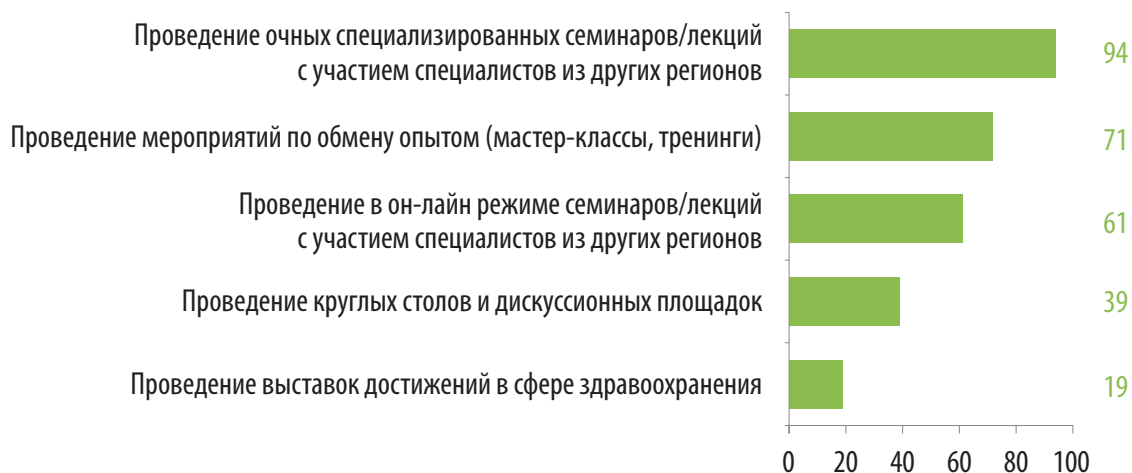 Проведение очных специализированных семинаров/лекций
с участием специалистов из других регионов
94
Проведение мероприятий по обмену опытом (мастер-классы, тренинги)
71
Проведение в он-лайн режиме семинаров/лекций
с участием специалистов из других регионов
61
Проведение круглых столов и дискуссионных площадок
39
Проведение выставок достижений в сфере здравоохранения
19
0 20 40 60 80 100